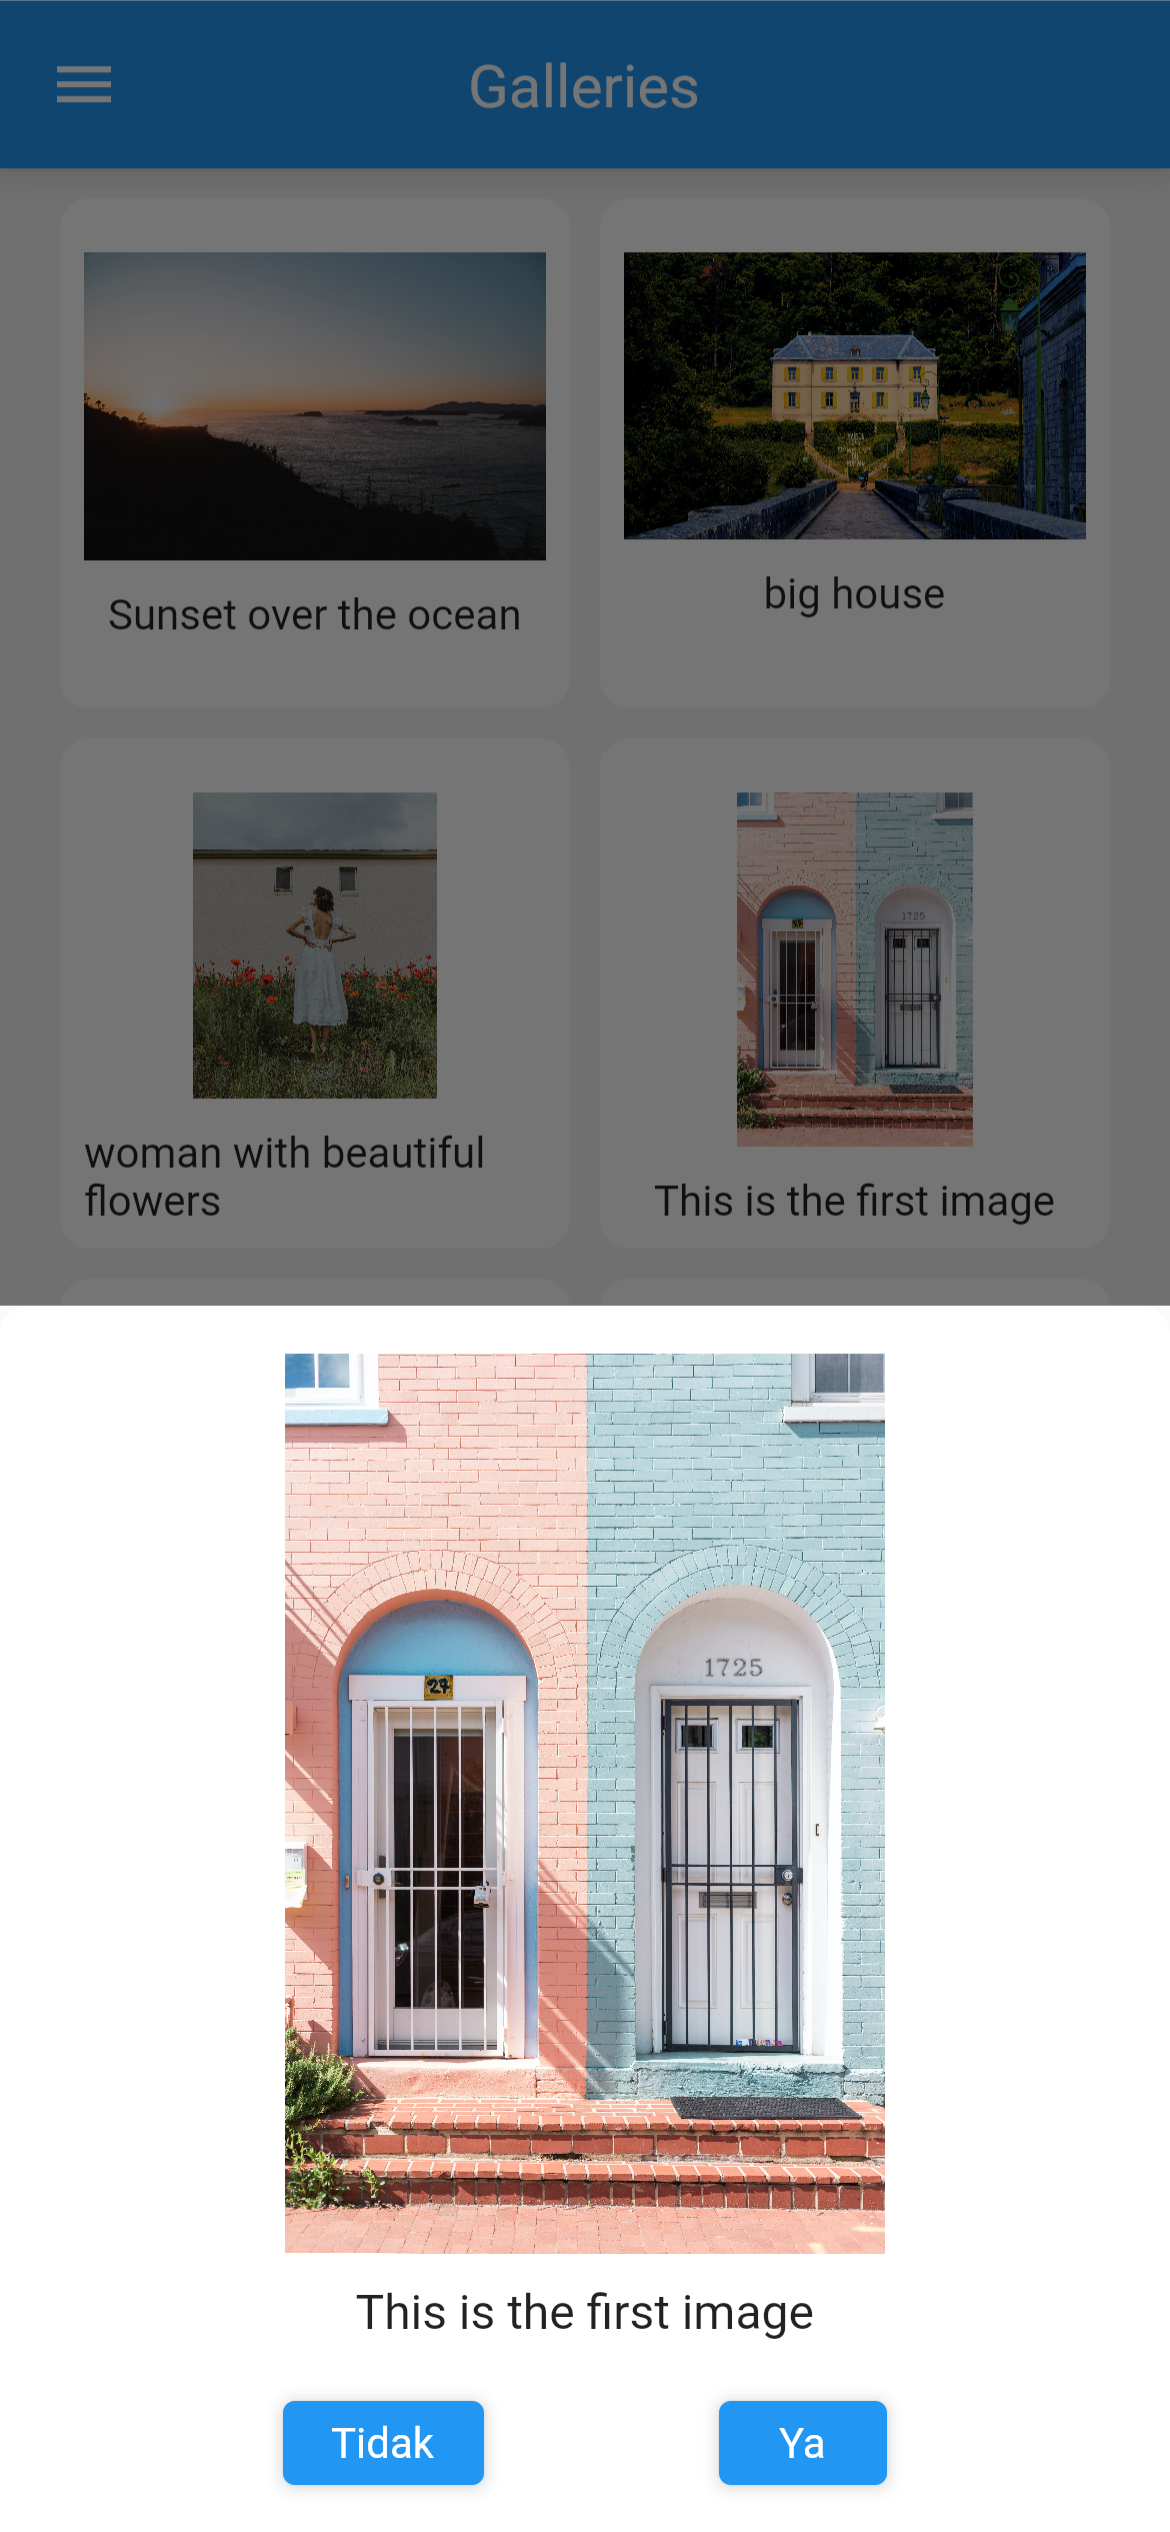 Galleries
Sunset over the ocean
big house
woman with beautiful
flowers
1725
This is the first image
24
1725
This is the first image
Tidak
Ya